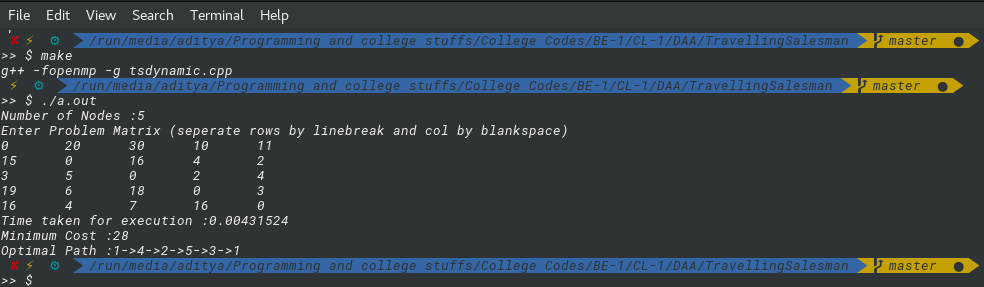 File Edit View Search Terminal Help
✘ ⚡ ⚙ /run/media/aditya/Programming and college stuffs/College Codes/BE-1/CL-1/DAA/TravellingSalesman master ●
>> $ make
g++ -fopenmp -g tsdynamic.cpp
⚡ ⚙ /run/media/aditya/Programming and college stuffs/College Codes/BE-1/CL-1/DAA/TravellingSalesman master ●
>> $ ./a.out
Number of Nodes :5
Enter Problem Matrix (seperate rows by linebreak and col by blankspace)
0 20 30 10 11
15 0 16 4 2
3 5 0 2 4
19 6 18 0 3
16 4 7 16 0
Time taken for execution :0.00431524
Minimum Cost :28
Optimal Path :1->4->2->5->3->1
✘ ⚡ ⚙ /run/media/aditya/Programming and college stuffs/College Codes/BE-1/CL-1/DAA/TravellingSalesman master ●
>> $